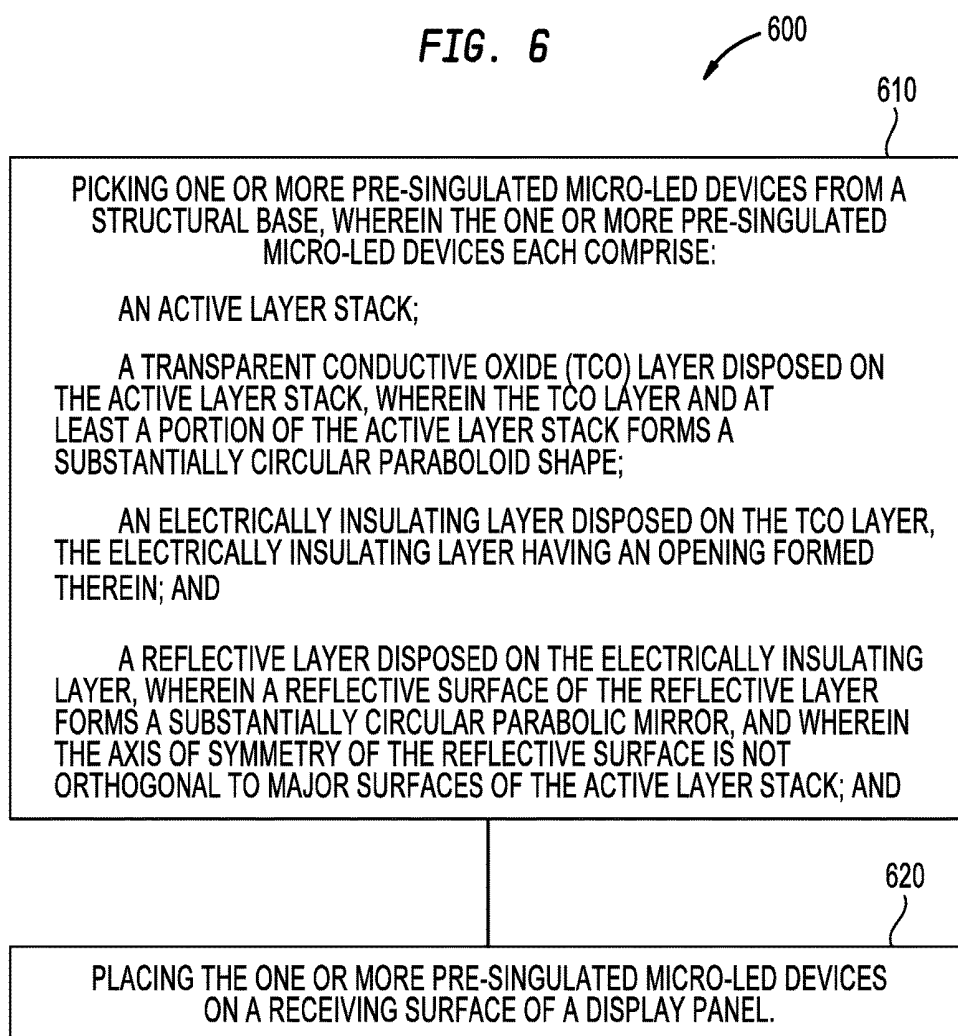 FIG. 6
600
610
PICKING ONE OR MORE PRE-SINGULATED MICRO-LED DEVICES FROM A
STRUCTURAL BASE, WHEREIN THE ONE OR MORE PRE-SINGULATED
MICRO-LED DEVICES EACH COMPRISE:
AN ACTIVE LAYER STACK;
A TRANSPARENT CONDUCTIVE OXIDE (TCO) LAYER DISPOSED ON
THE ACTIVE LAYER STACK, WHEREIN THE TCO LAYER AND AT
LEAST A PORTION OF THE ACTIVE LAYER STACK FORMS A
SUBSTANTIALLY CIRCULAR PARABOLOID SHAPE;
AN ELECTRICALLY INSULATING LAYER DISPOSED ON THE TCO LAYER,
THE ELECTRICALLY INSULATING LAYER HAVING AN OPENING FORMED
THEREIN; AND
A REFLECTIVE LAYER DISPOSED ON THE ELECTRICALLY INSULATING
LAYER, WHEREIN A REFLECTIVE SURFACE OF THE REFLECTIVE LAYER
FORMS A SUBSTANTIALLY CIRCULAR PARABOLIC MIRROR, AND WHEREIN
THE AXIS OF SYMMETRY OF THE REFLECTIVE SURFACE IS NOT
ORTHOGONAL TO MAJOR SURFACES OF THE ACTIVE LAYER STACK; AND
620
PLACING THE ONE OR MORE PRE-SINGULATED MICRO-LED DEVICES
ON A RECEIVING SURFACE OF A DISPLAY PANEL.